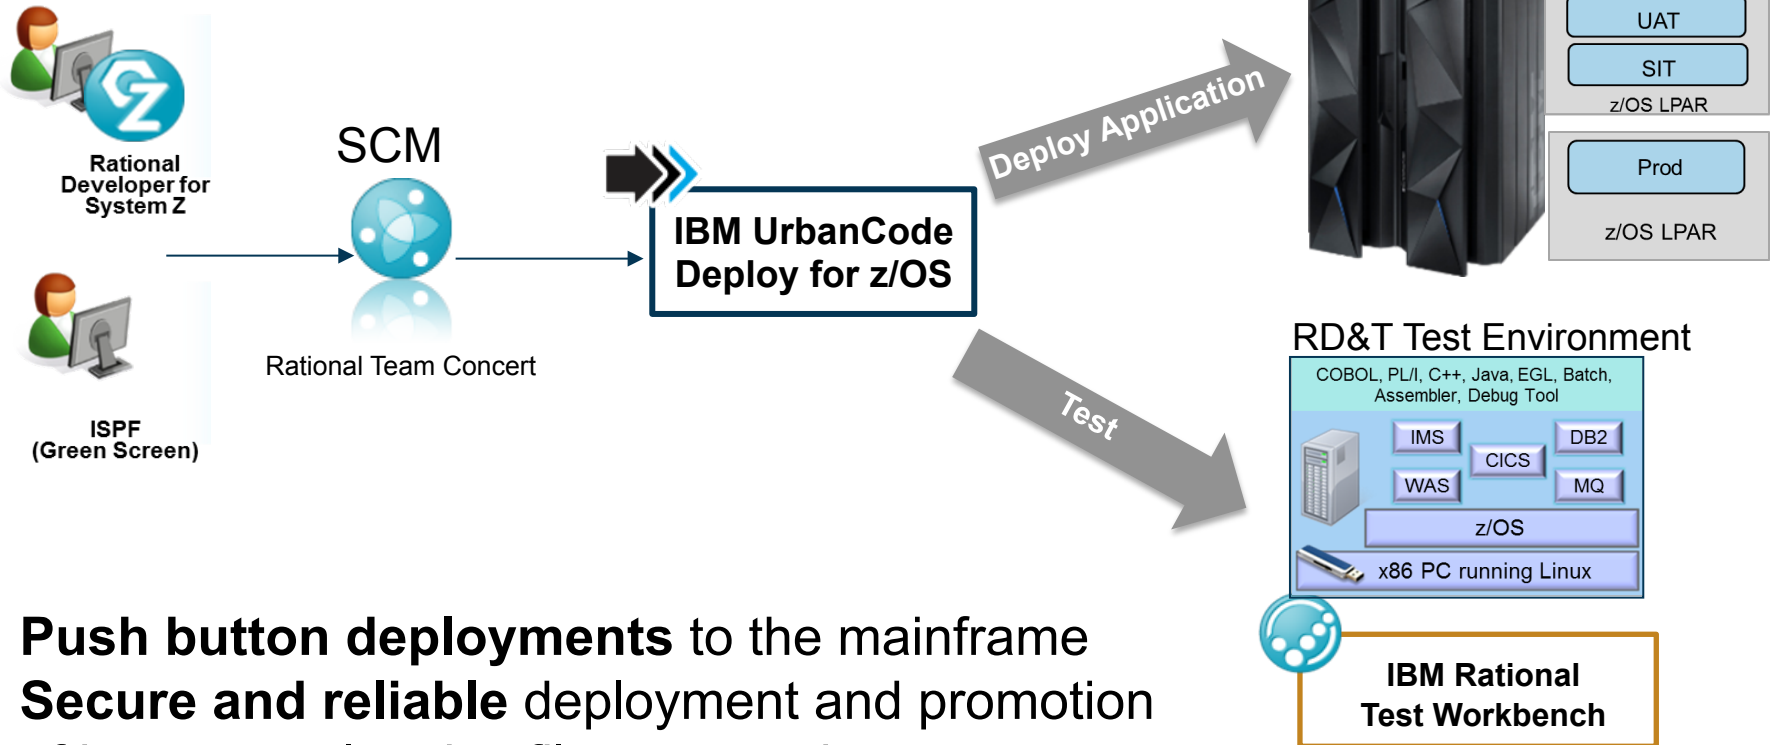 Rational
Developer for
System Z
ISPF
(Green Screen)
SCM
Rational Team Concert
IBM UrbanCode
Deploy for z/OS
Deploy Application
Test
UAT
SIT
z/OS LPAR
Prod
z/OS LPAR
RD&T Test Environment
COBOL, PL/I, C++, Java, EGL, Batch,
Assembler, Debug Tool
IMS
DB2
CICS
WAS
MQ
z/OS
x86 PC running Linux
IBM Rational
Test Workbench
Push button deployments to the mainframe
Secure and reliable deployment and promotion